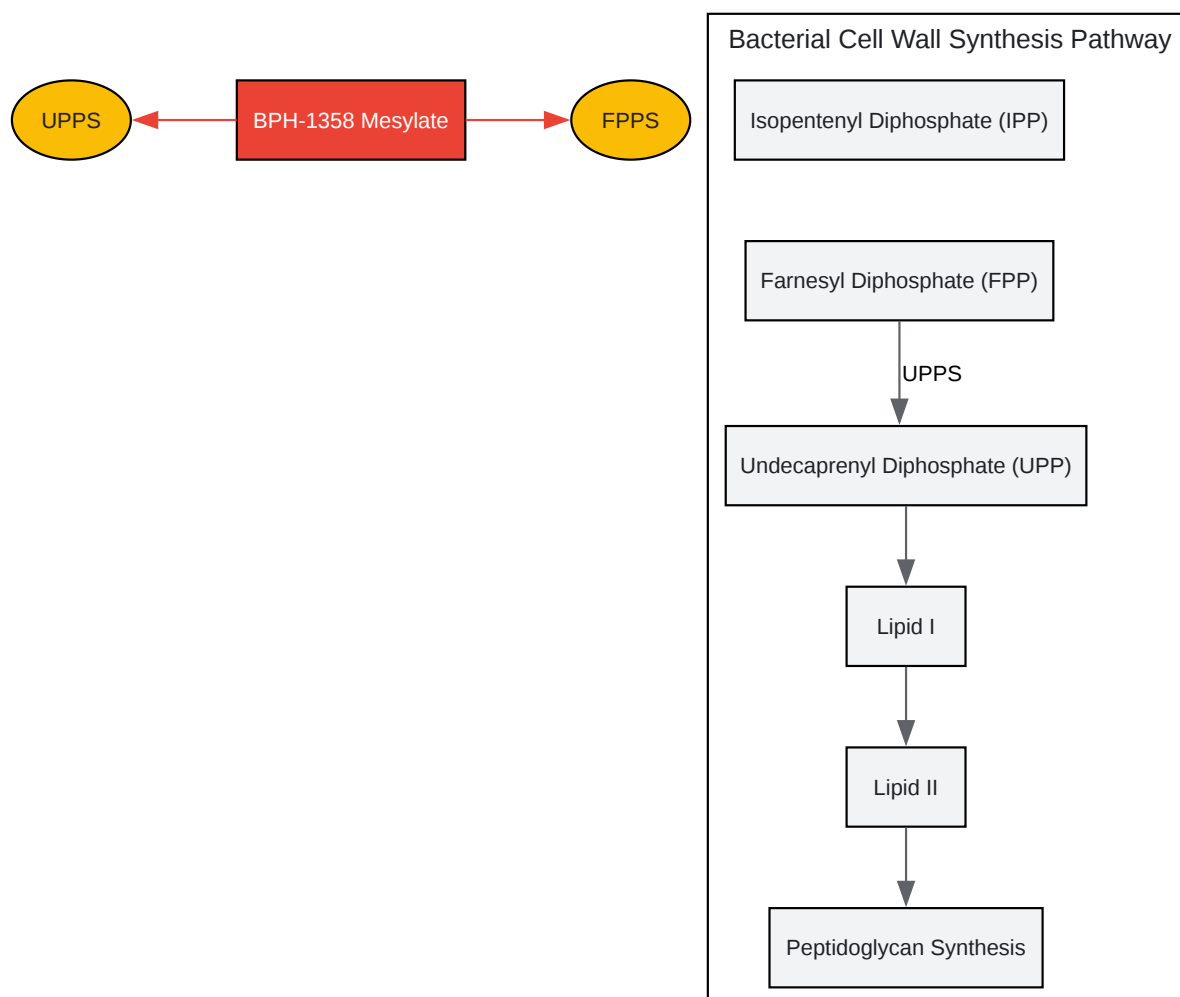 Bacterial Cell Wall Synthesis Pathway
UPPS
BPH-1358 Mesylate
FPPS
Isopentenyl Diphosphate (IPP)
Farnesyl Diphosphate (FPP)
UPPS
Undecaprenyl Diphosphate (UPP)
Lipid I
Lipid II
Peptidoglycan Synthesis